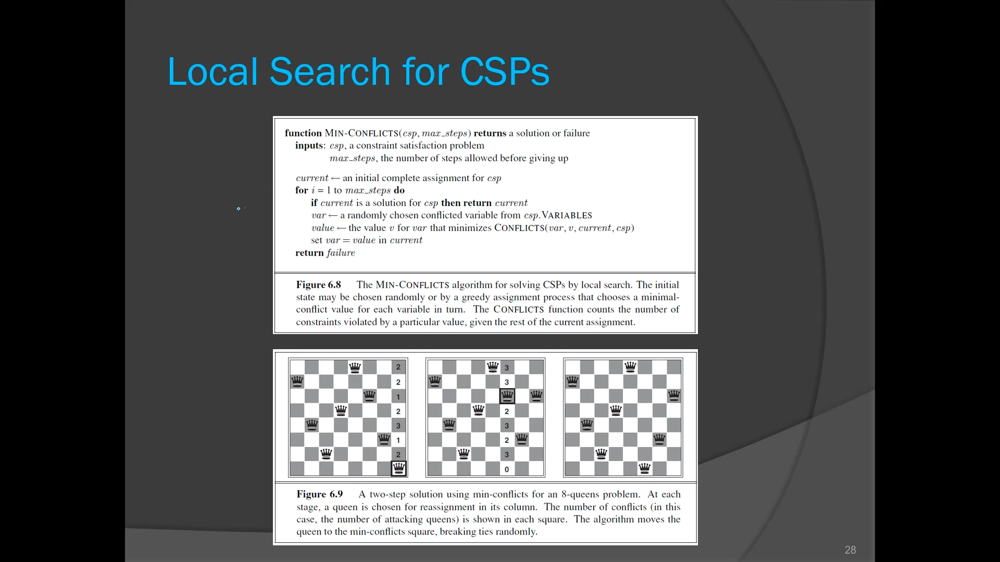 Local Search for CSPs
function MIN-CONFLICTS(csp, max_steps) returns a solution or failure
inputs: csp, a constraint satisfaction problem
max_steps, the number of steps allowed before giving up
current ← an initial complete assignment for csp
for i = 1 to max_steps do
if current is a solution for csp then return current
var ← a randomly chosen conflicted variable from csp.VARIABLES
value ← the value v for var that minimizes CONFLICTS(var, v, current, csp)
set var = value in current
return failure
Figure 6.8 The MIN-CONFLICTS algorithm for solving CSPs by local search. The initial
state may be chosen randomly or by a greedy assignment process that chooses a minimal-
conflict value for each variable in turn. The CONFLICTS function counts the number of
constraints violated by a particular value, given the rest of the current assignment.
2
2
1
2
3
1
2
3
3
2
3
2
3
0
Figure 6.9 A two-step solution using min-conflicts for an 8-queens problem. At each
stage, a queen is chosen for reassignment in its column. The number of conflicts (in this
case, the number of attacking queens) is shown in each square. The algorithm moves the
queen to the min-conflicts square, breaking ties randomly.
28